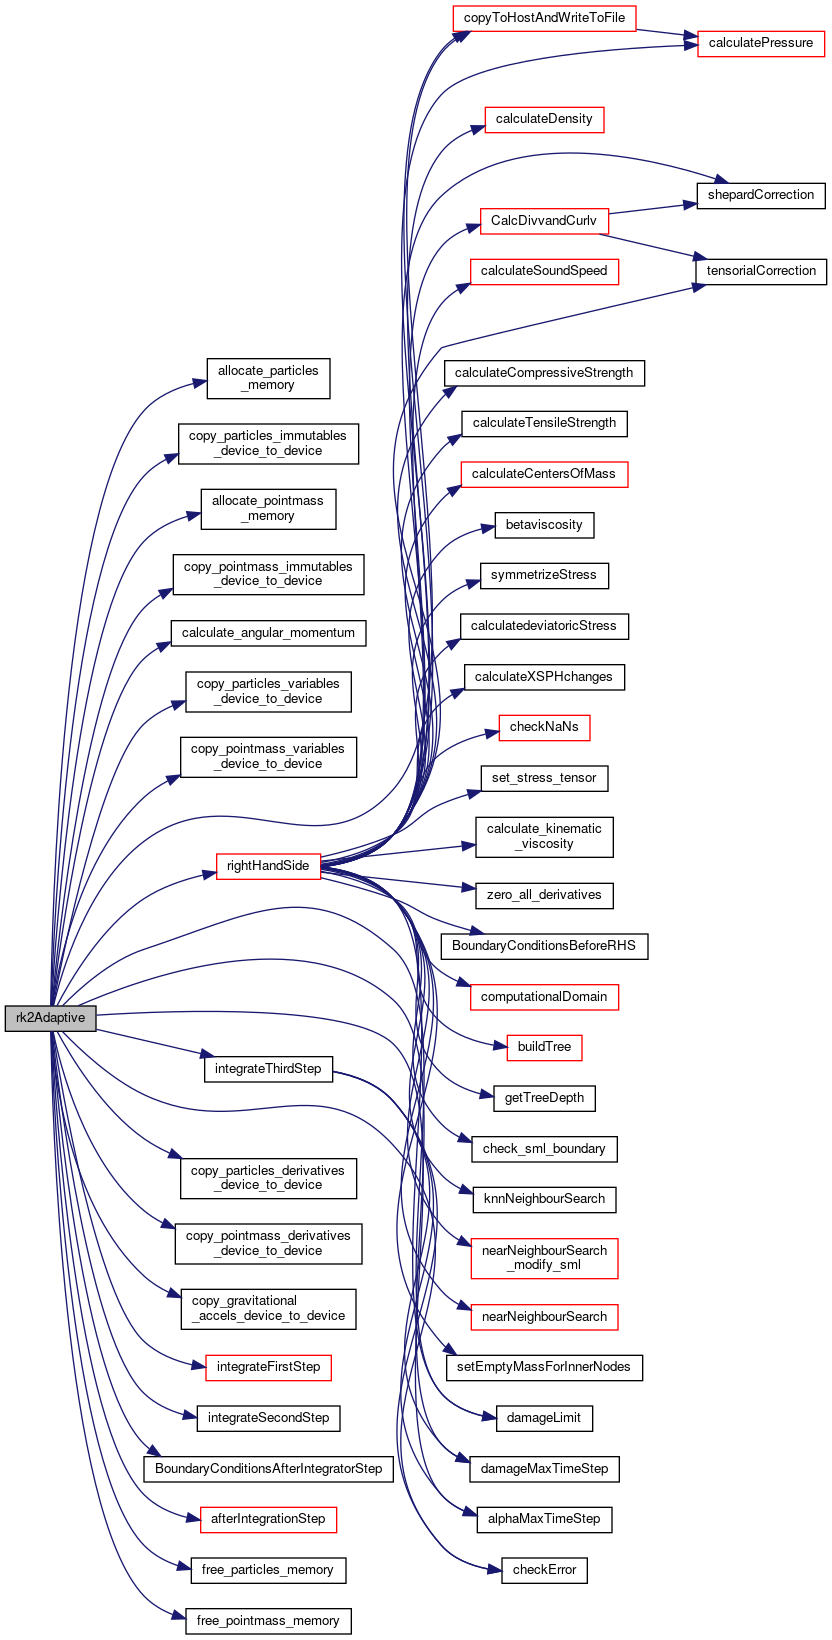 copyToHostAndWriteToFile
calculatePressure
calculateDensity
shepardCorrection
CalcDivvandCurlv
tensorialCorrection
calculateSoundSpeed
allocate_particles
_memory
calculateCompressiveStrength
calculateTensileStrength
copy_particles_immutables
_device_to_device
calculateCentersOfMass
allocate_pointmass
_memory
betaviscosity
copy_pointmass_immutables
_device_to_device
symmetrizeStress
calculate_angular_momentum
calculatedeviatoricStress
copy_particles_variables
_device_to_device
calculateXSPHchanges
checkNaNs
copy_pointmass_variables
_device_to_device
set_stress_tensor
calculate_kinematic
_viscosity
rightHandSide
zero_all_derivatives
BoundaryConditionsBeforeRHS
computationalDomain
rk2Adaptive
buildTree
integrateThirdStep
getTreeDepth
check_sml_boundary
copy_particles_derivatives
_device_to_device
knnNeighbourSearch
copy_pointmass_derivatives
_device_to_device
nearNeighbourSearch
_modify_sml
copy_gravitational
_accels_device_to_device
nearNeighbourSearch
integrateFirstStep
setEmptyMassForInnerNodes
integrateSecondStep
damageLimit
BoundaryConditionsAfterIntegratorStep
damageMaxTimeStep
afterIntegrationStep
alphaMaxTimeStep
free_particles_memory
checkError
free_pointmass_memory